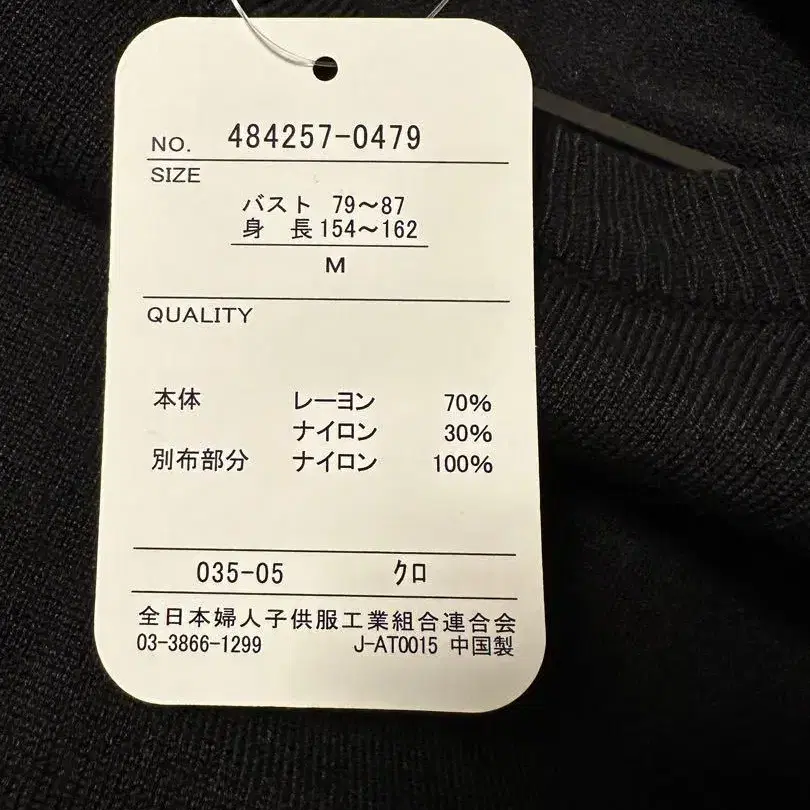 NO. 484257-0479
SIZE
バスト 79～87
身 長 154～162
M
QUALITY
本体 レーヨン 70%
ナイロン 30%
別布部分 ナイロン 100%
035-05 クロ
全日本婦人子供服工業組合連合会
03-3866-1299 J-AT0015 中国製